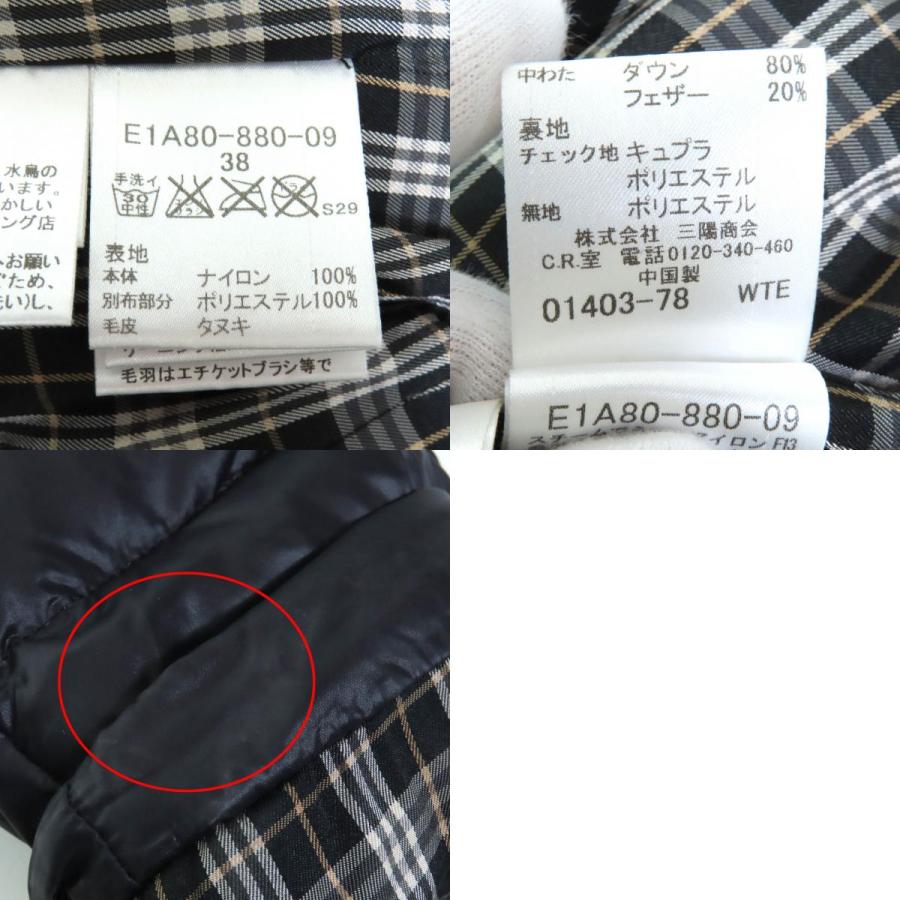 水鳥の
います。
かしい
ング店
お願い
ため、
い)し、
E1A80-880-09
38
手洗イ
30
中性
S29
表地
本体 ナイロン 100%
別布部分 ポリエステル100%
毛皮 タヌキ
毛羽はエチケットブラシ等で
中わた ダウン 80%
フェザー 20%
裏地
チェック地 キュプラ
ポリエステル
無地 ポリエステル
株式会社 三陽商会
C.R.室 電話0120-340-460
中国製
01403-78 WTE
E1A80-880-09